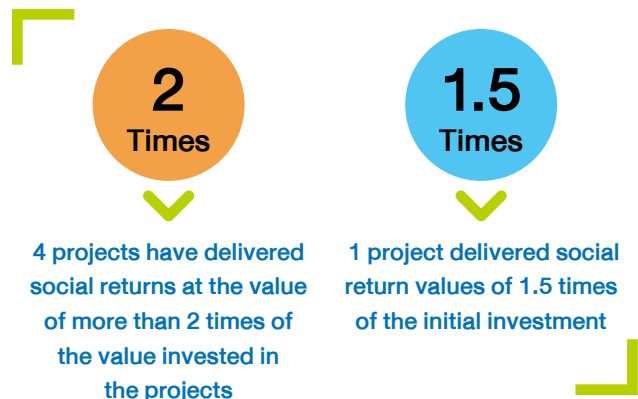 2
Times
4 projects have delivered
social returns at the value
of more than 2 times of
the value invested in
the projects
1.5
Times
1 project delivered social
return values of 1.5 times
of the initial investment